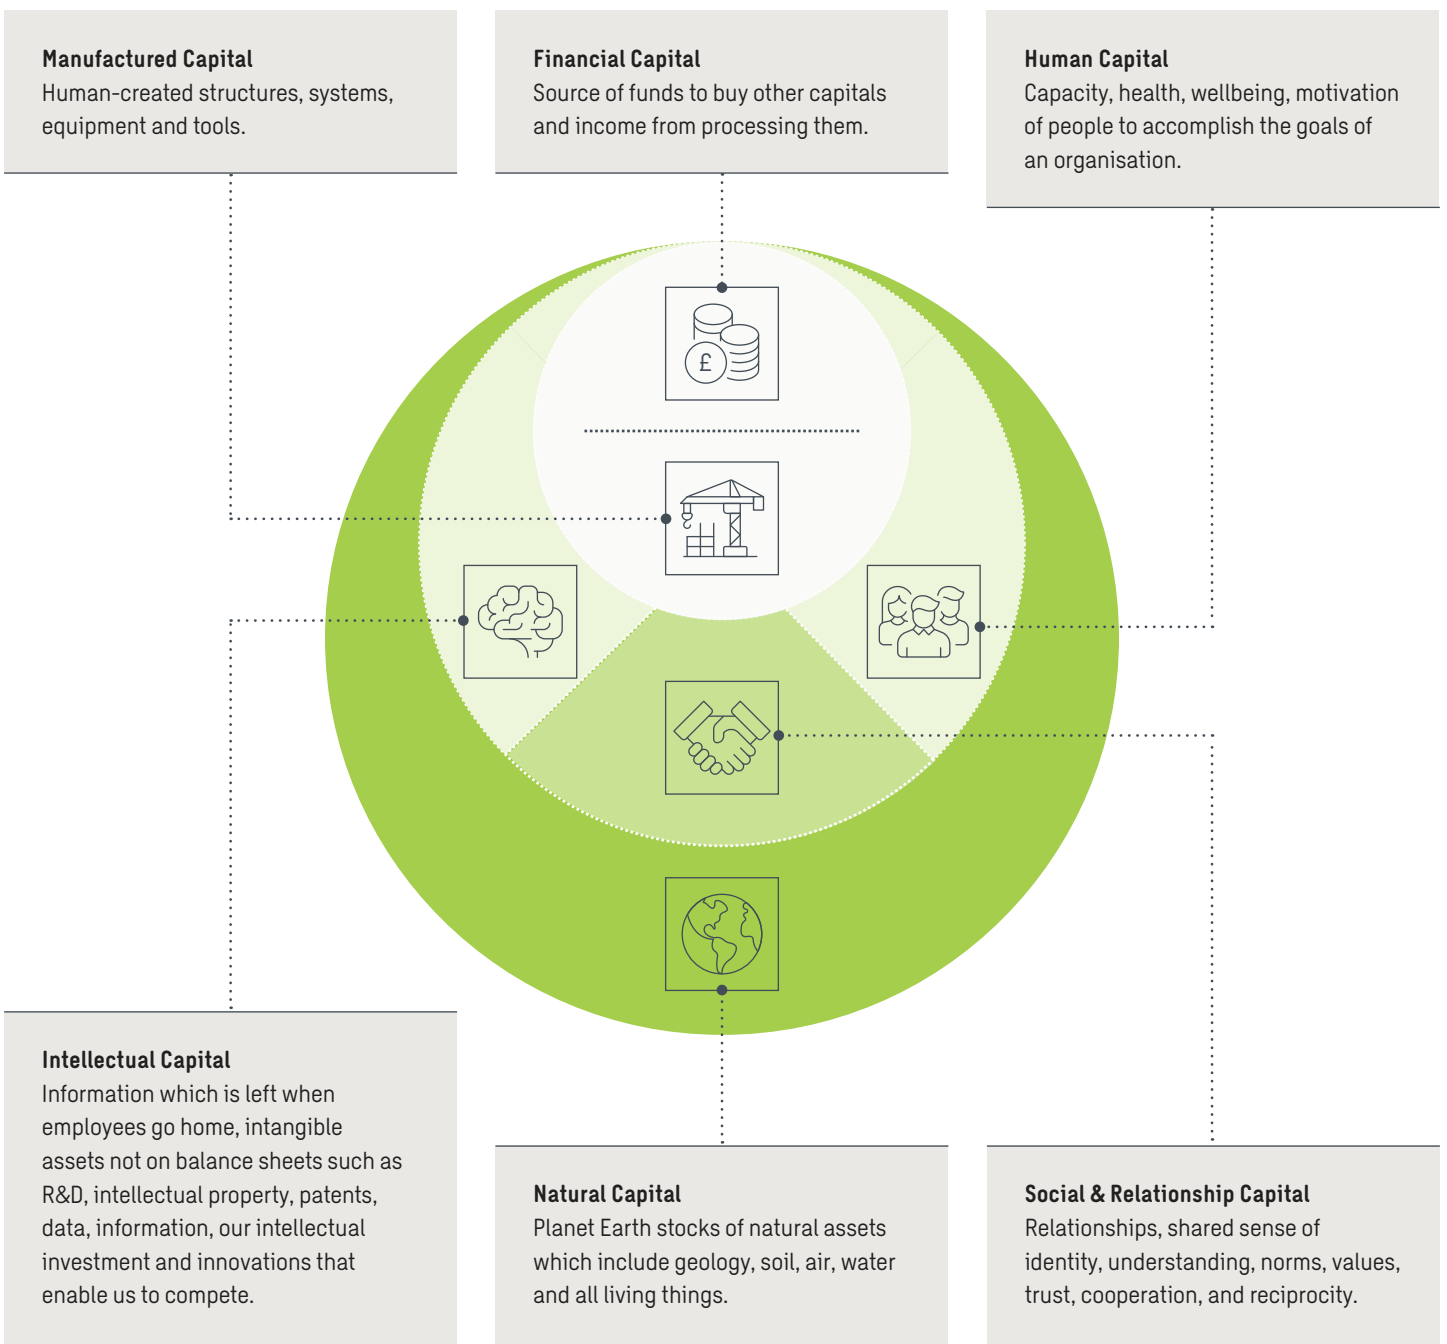 Manufactured Capital
Human-created structures, systems,
equipment and tools.
Financial Capital
Source of funds to buy other capitals
and income from processing them.
Human Capital
Capacity, health, wellbeing, motivation
of people to accomplish the goals of
an organisation.
£
Intellectual Capital
Information which is left when
employees go home, intangible
assets not on balance sheets such as
R&D, intellectual property, patents,
data, information, our intellectual
investment and innovations that
enable us to compete.
Natural Capital
Planet Earth stocks of natural assets
which include geology, soil, air, water
and all living things.
Social & Relationship Capital
Relationships, shared sense of
identity, understanding, norms, values,
trust, cooperation, and reciprocity.